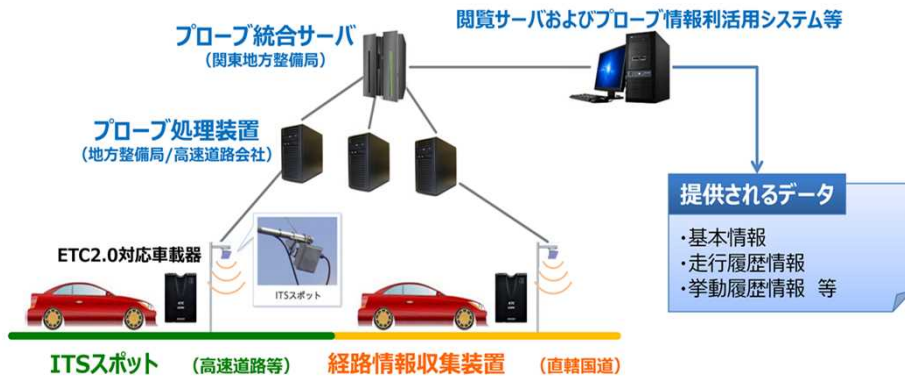 閲覧サーバおよびプローブ情報利活用システム等
プローブ統合サーバ
（関東地方整備局）
プローブ処理装置
（地方整備局/高速道路会社）
提供されるデータ
・基本情報
・走行履歴情報
・挙動履歴情報 等
ETC2.0対応車載器
ITSスポット
ITSスポット （高速道路等） 経路情報収集装置 （直轄国道）